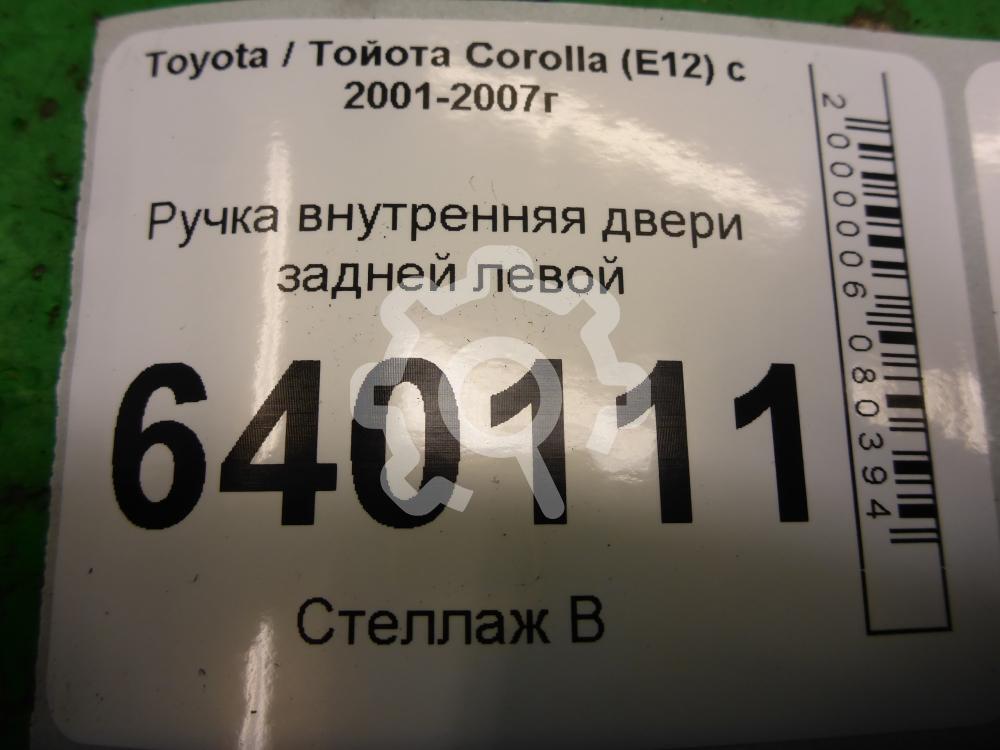 Toyota / Тойота Corolla (E12) с
2001-2007г
Ручка внутренняя двери
задней левой
640111
Стеллаж В
2000006080394